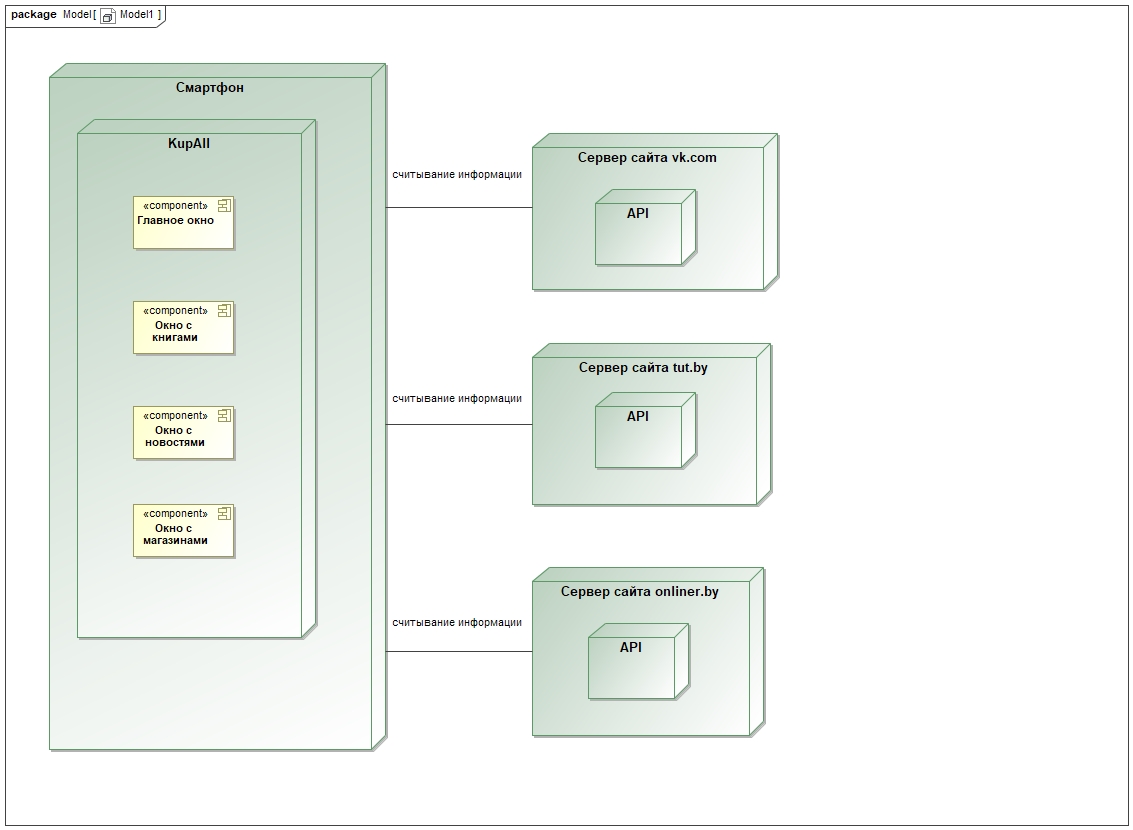 package Model[ Model1 ]
Смартфон
KupAll
«component»
Главное окно
«component»
Окно с
книгами
«component»
Окно с
новостями
«component»
Окно с
магазинами
считывание информации
Сервер сайта vk.com
API
считывание информации
Сервер сайта tut.by
API
считывание информации
Сервер сайта onliner.by
API